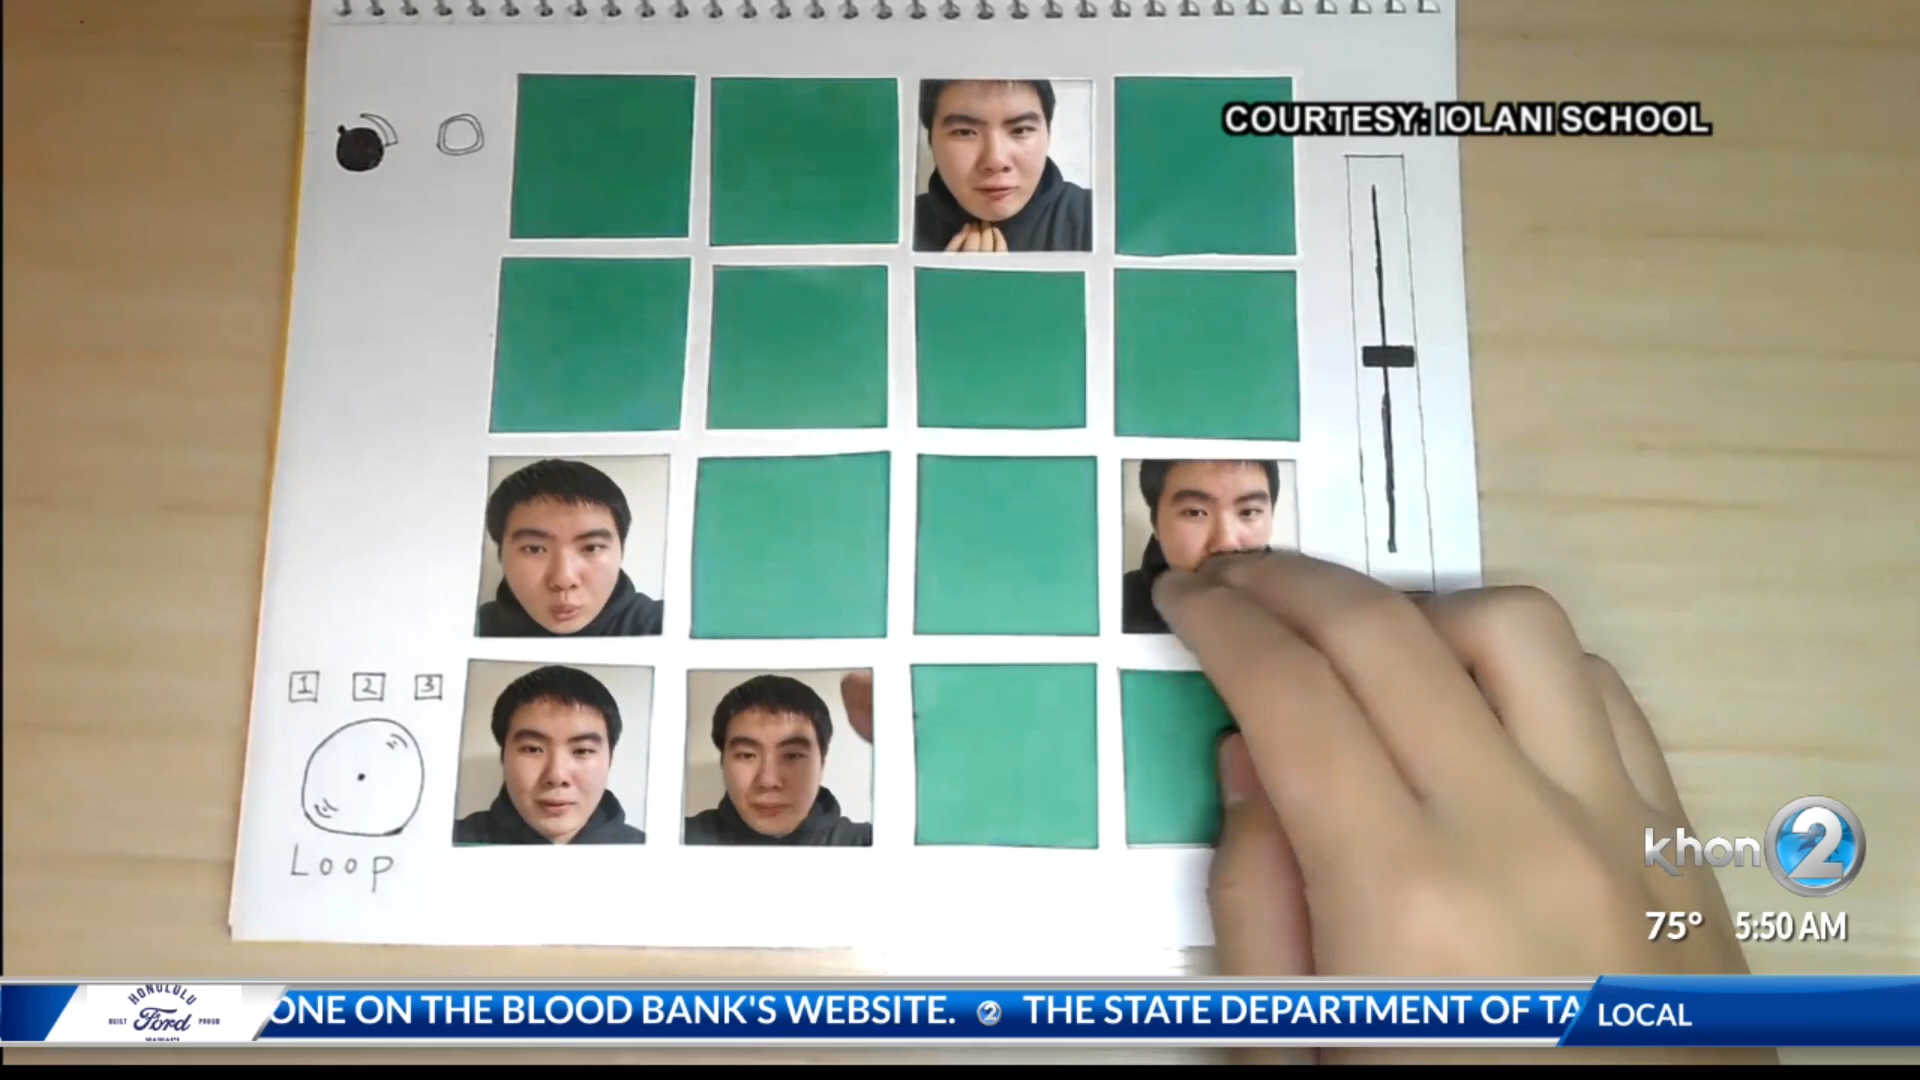 COURTESY: IOLANI SCHOOL
1 2 3
Loop
khon 2
75° 5:50 AM
HONOLULU
BUILT Ford PROUD
ONE ON THE BLOOD BANK'S WEBSITE. 2 THE STATE DEPARTMENT OF TA
LOCAL